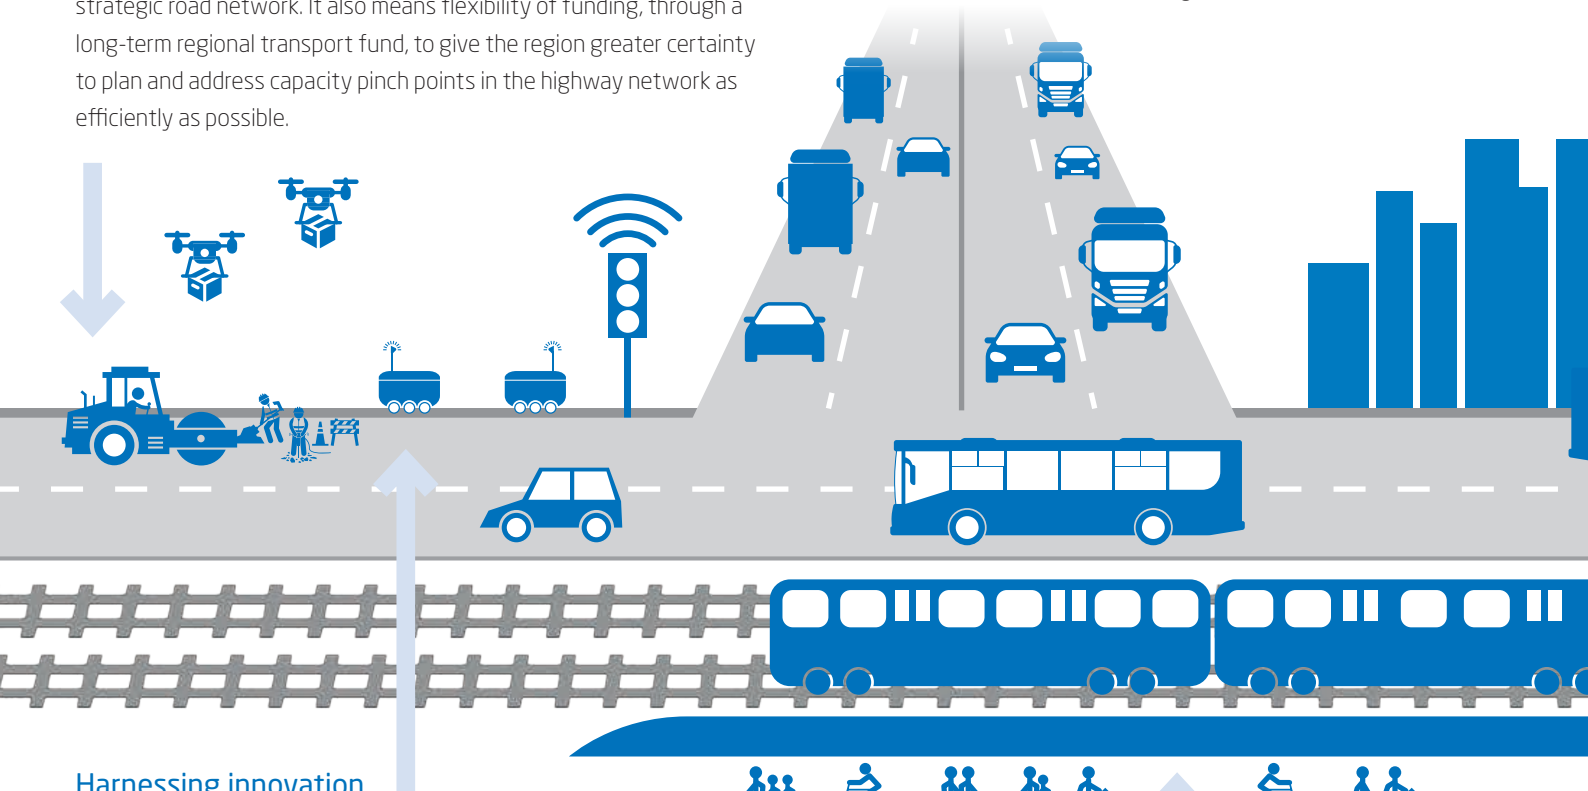 strategic road network. It also means flexibility of funding, through a
long-term regional transport fund, to give the region greater certainty
to plan and address capacity pinch points in the highway network as
efficiently as possible.
Harnessing innovation